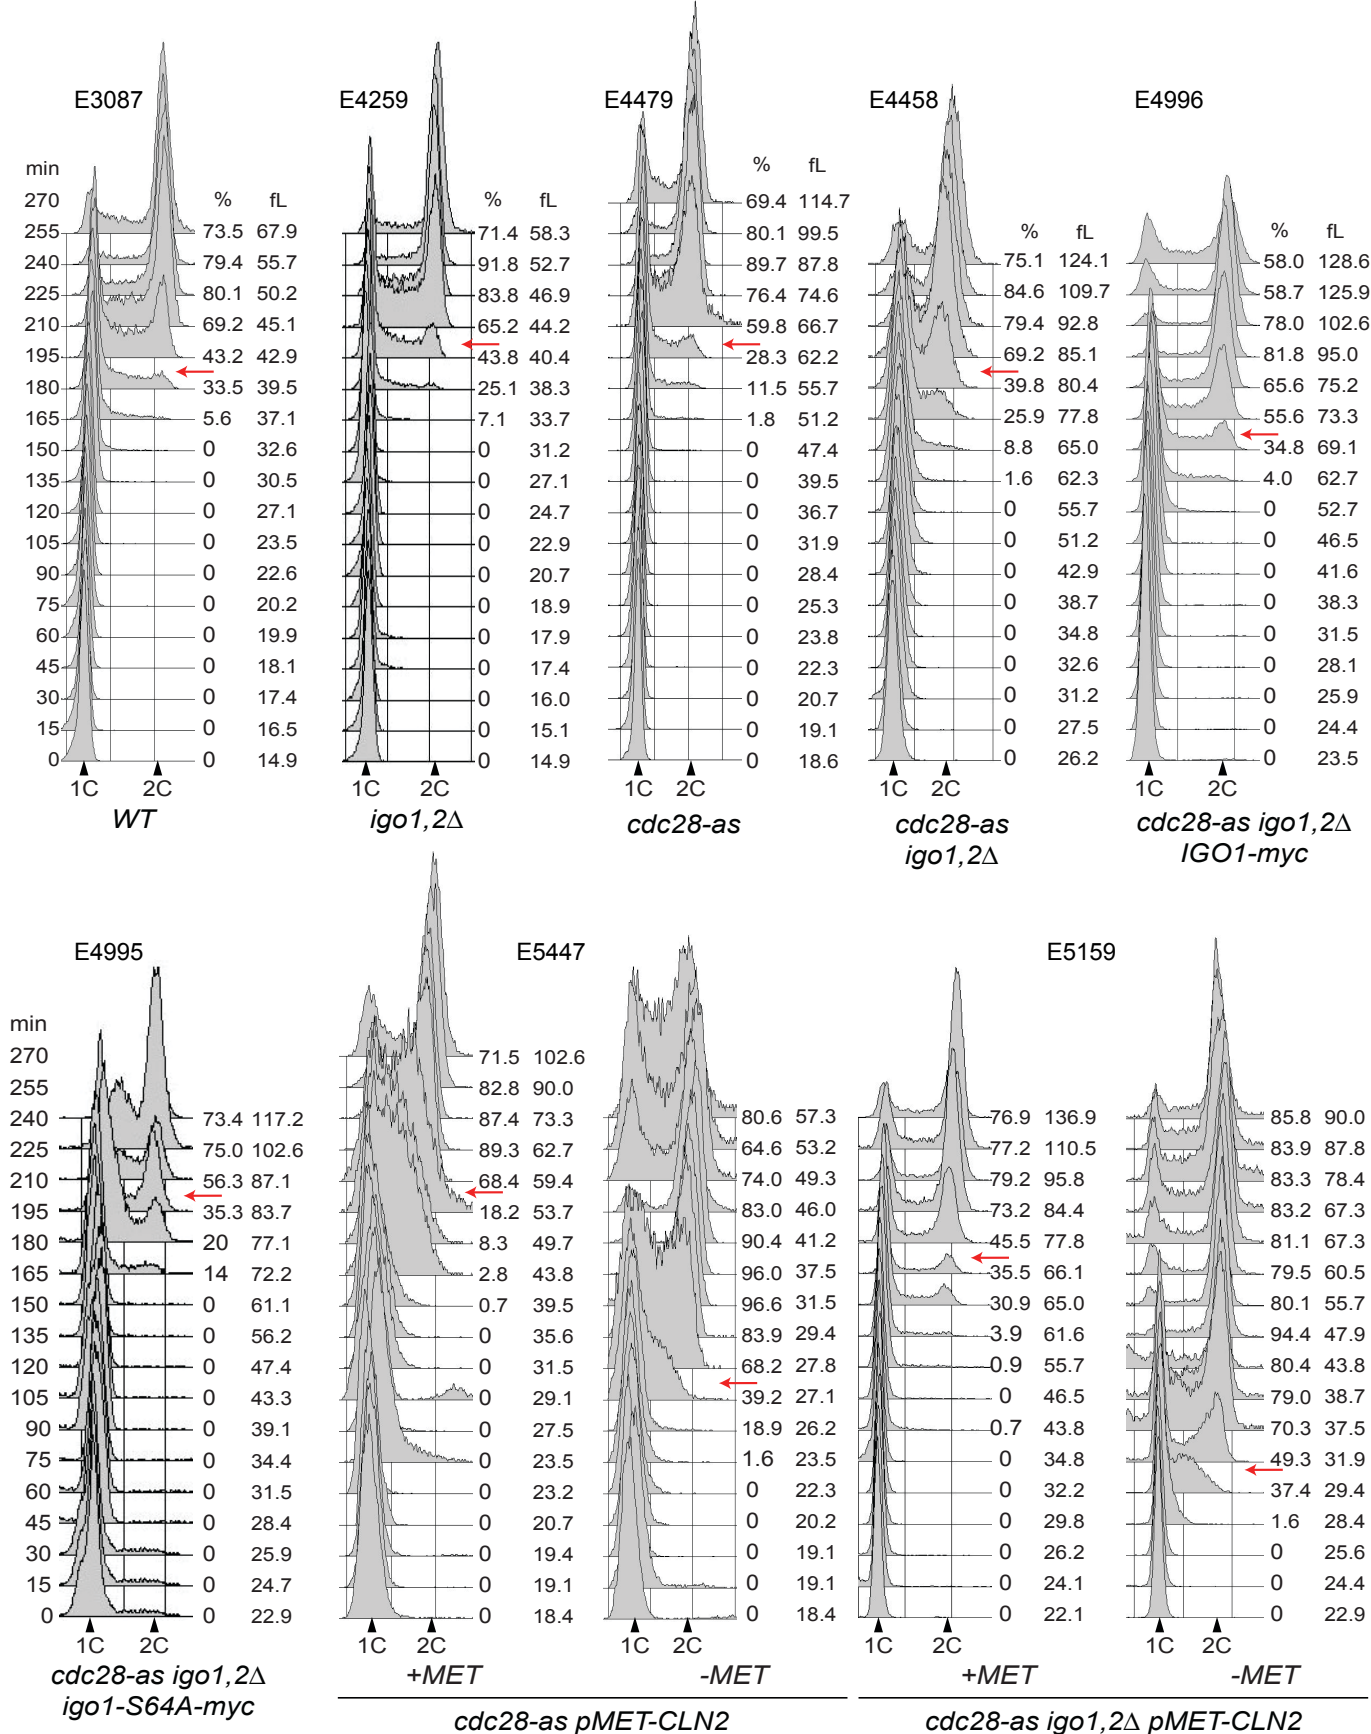 E3087
min % fL
270
255 73.5 67.9
240 79.4 55.7
225 80.1 50.2
210 69.2 45.1
195 43.2 42.9
180 33.5 39.5
165 5.6 37.1
150 0 32.6
135 0 30.5
120 0 27.1
105 0 23.5
90 0 22.6
75 0 20.2
60 0 19.9
45 0 18.1
30 0 17.4
15 0 16.5
0 0 14.9
1C 2C
WT
E4259
% fL
71.4 58.3
91.8 52.7
83.8 46.9
65.2 44.2
43.8 40.4
25.1 38.3
7.1 33.7
0 31.2
0 27.1
0 24.7
0 22.9
0 20.7
0 18.9
0 17.9
0 17.4
0 16.0
0 15.1
0 14.9
1C 2C
igo1,2Δ
E4479
% fL
69.4 114.7
80.1 99.5
89.7 87.8
76.4 74.6
59.8 66.7
28.3 62.2
11.5 55.7
1.8 51.2
0 47.4
0 39.5
0 36.7
0 31.9
0 28.4
0 25.3
0 23.8
0 22.3
0 20.7
0 19.1
0 18.6
1C 2C
cdc28-as
E4458
% fL
75.1 124.1
84.6 109.7
79.4 92.8
69.2 85.1
39.8 80.4
25.9 77.8
8.8 65.0
1.6 62.3
0 55.7
0 51.2
0 42.9
0 38.7
0 34.8
0 32.6
0 31.2
0 27.5
0 26.2
1C 2C
cdc28-as
igo1,2Δ
E4996
% fL
58.0 128.6
58.7 125.9
78.0 102.6
81.8 95.0
65.6 75.2
55.6 73.3
34.8 69.1
4.0 62.7
0 52.7
0 46.5
0 41.6
0 38.3
0 31.5
0 28.1
0 25.9
0 24.4
0 23.5
1C 2C
cdc28-as igo1,2Δ
IGO1-myc
E4995
min
270
255
240 73.4 117.2
225 75.0 102.6
210 56.3 87.1
195 35.3 83.7
180 20 77.1
165 14 72.2
150 0 61.1
135 0 56.2
120 0 47.4
105 0 43.3
90 0 39.1
75 0 34.4
60 0 31.5
45 0 28.4
30 0 25.9
15 0 24.7
0 0 22.9
1C 2C
cdc28-as igo1,2Δ
igo1-S64A-myc
E5447
71.5 102.6
82.8 90.0
87.4 73.3
89.3 62.7
68.4 59.4
18.2 53.7
8.3 49.7
2.8 43.8
0.7 39.5
0 35.6
0 31.5
0 29.1
0 27.5
0 23.5
0 23.2
0 20.7
0 19.4
0 19.1
0 18.4
1C 2C
+MET
80.6 57.3
64.6 53.2
74.0 49.3
83.0 46.0
90.4 41.2
96.0 37.5
96.6 31.5
83.9 29.4
68.2 27.8
39.2 27.1
18.9 26.2
1.6 23.5
0 22.3
0 20.2
0 19.1
0 19.1
0 18.4
1C 2C
-MET
cdc28-as pMET-CLN2
E5159
76.9 136.9
77.2 110.5
79.2 95.8
73.2 84.4
45.5 77.8
35.5 66.1
30.9 65.0
3.9 61.6
0.9 55.7
0 46.5
0.7 43.8
0 34.8
0 32.2
0 29.8
0 26.2
0 24.1
0 22.1
1C 2C
+MET
85.8 90.0
83.9 87.8
83.3 78.4
83.2 67.3
81.1 67.3
79.5 60.5
80.1 55.7
94.4 47.9
80.4 43.8
79.0 38.7
70.3 37.5
49.3 31.9
37.4 29.4
1.6 28.4
0 25.6
0 24.4
0 22.9
1C 2C
-MET
cdc28-as igo1,2Δ pMET-CLN2